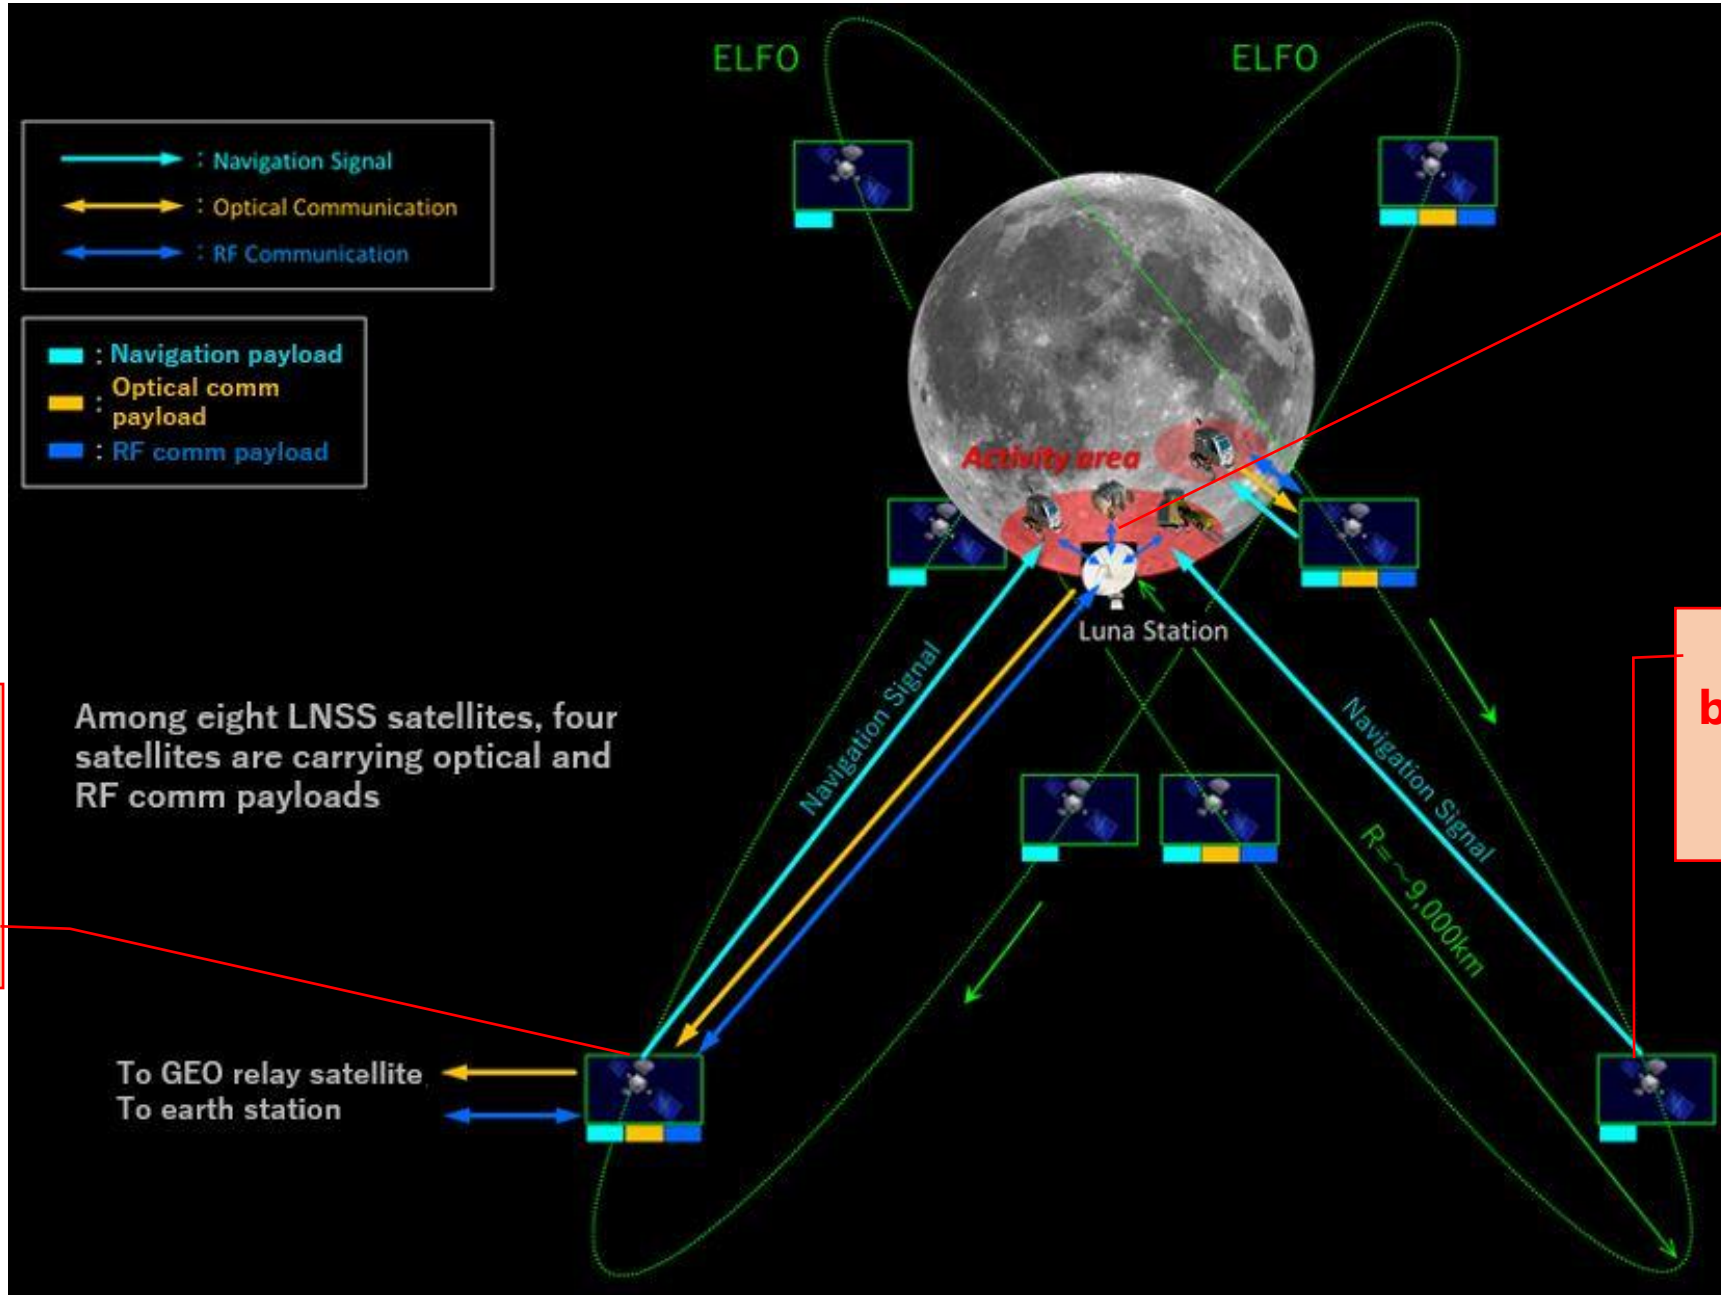 ELFO
ELFO
: Navigation Signal
: Optical Communication
: RF Communication
: Navigation payload
: Optical comm
payload
: RF comm payload
Activity area
Luna Station
Navigation Signal
Navigation Signal
R=~9,000km
Among eight LNSS satellites, four
satellites are carrying optical and
RF comm payloads
b
To GEO relay satellite
To earth station